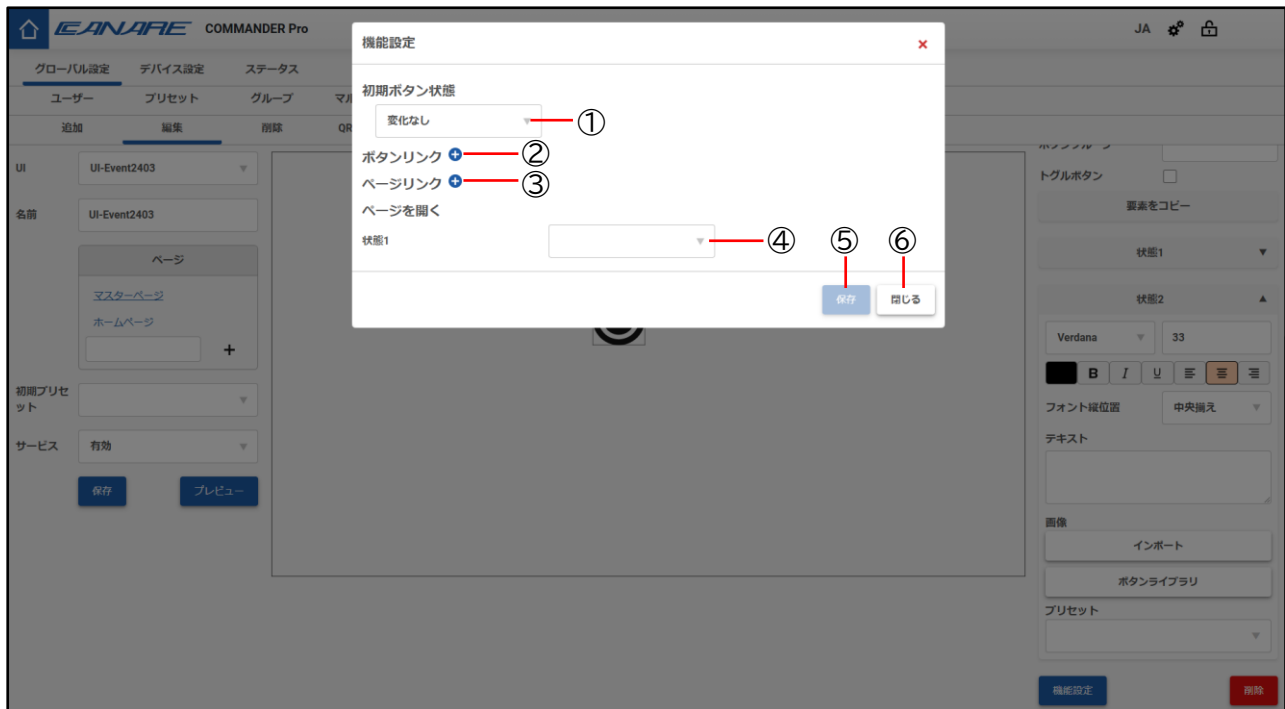 CANARE COMMANDER Pro
JA
グローバル設定 デバイス設定 ステータス
ユーザー プリセット グループ マル
追加 編集 削除 QR
UI UI-Event2403
名前 UI-Event2403
ページ
マスターページ
ホームページ
+
初期プリセ
ット
サービス 有効
保存 プレビュー
機能設定
×
初期ボタン状態
変化なし ①
ボタンリンク ②
ページリンク ③
ページを開く
状態1 ④ ⑤ ⑥
保存 閉じる
トグルボタン
要素をコピー
状態1
状態2
Verdana 33
B I U
フォント縦位置 中央揃え
テキスト
画像
インポート
ボタンライブラリ
プリセット
機能設定 削除